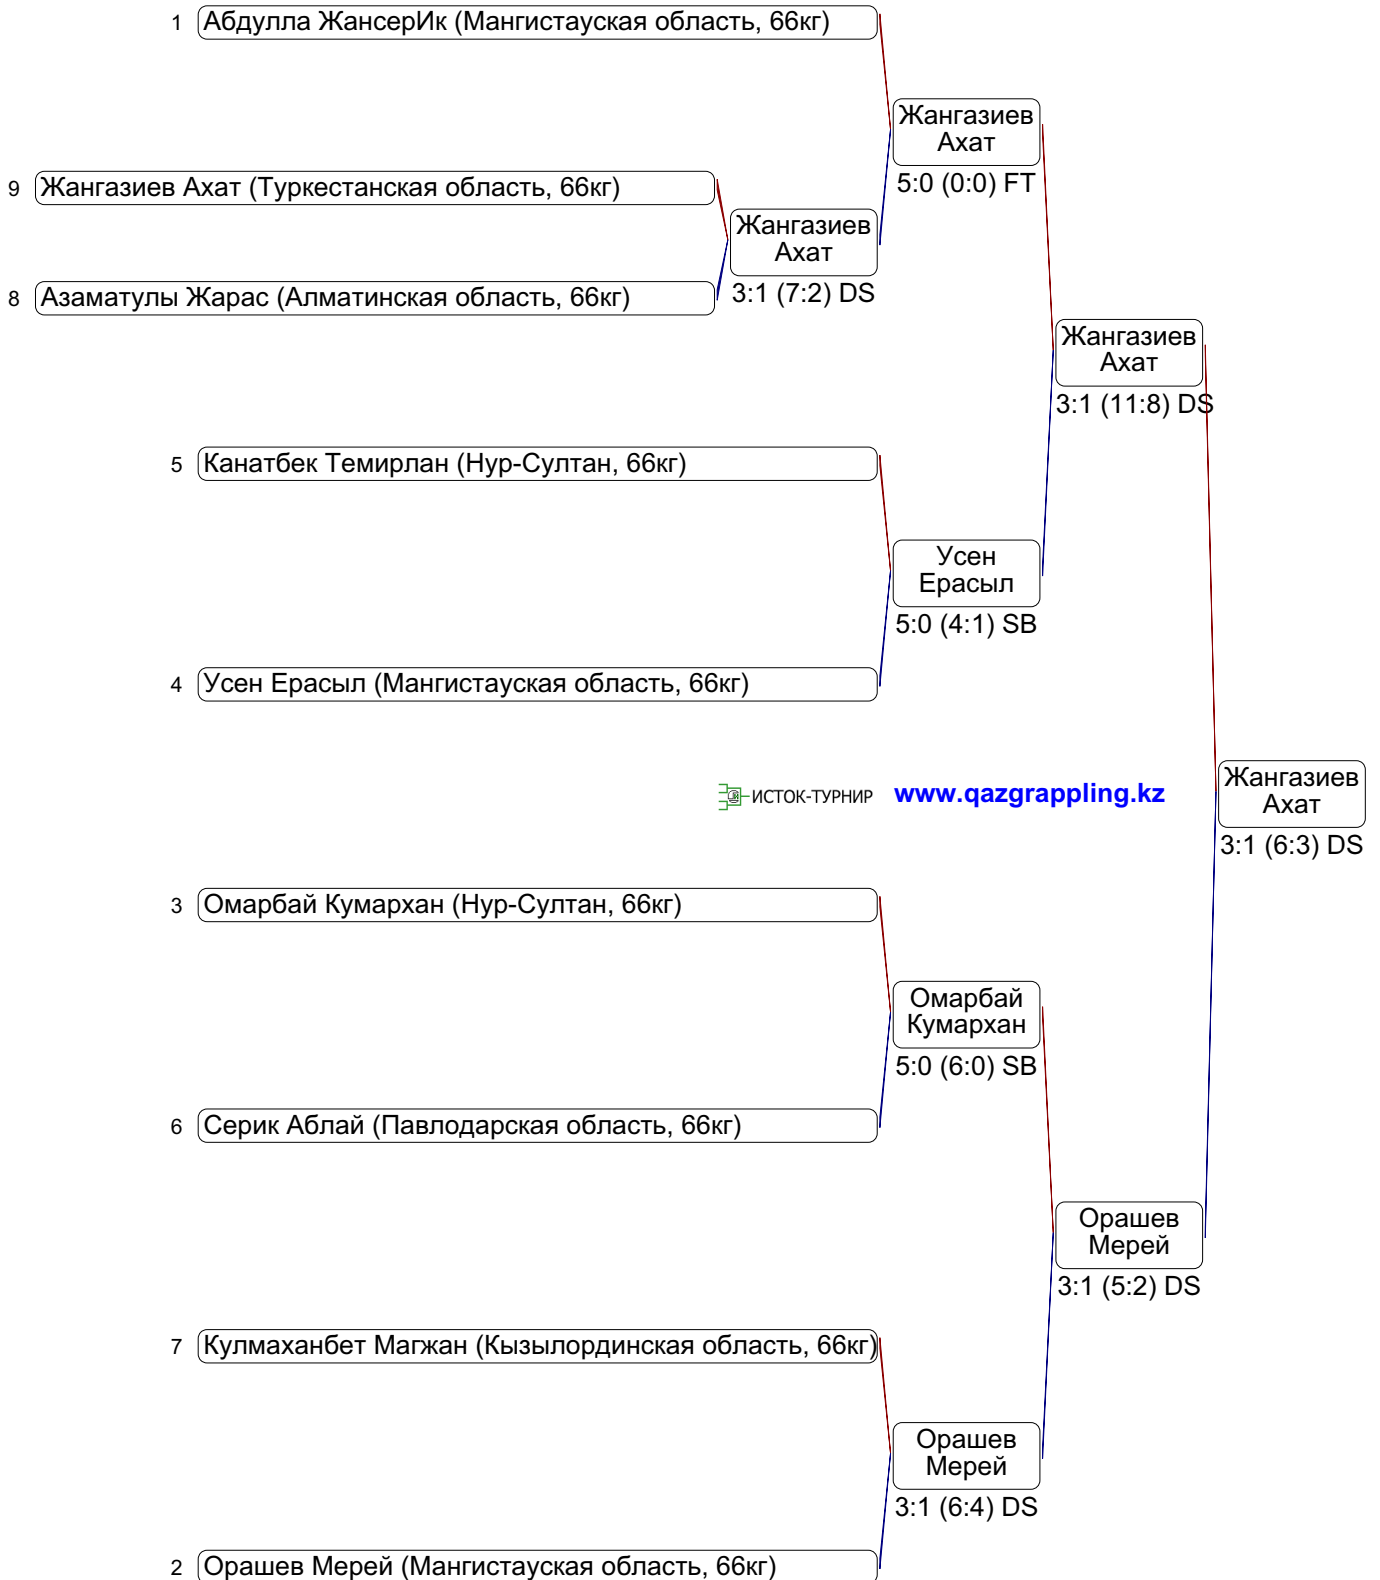 1 Абдулла ЖансерИк (Мангистауская область, 66кг)
Жангазиев
Ахат
5:0 (0:0) FT
9 Жангазиев Ахат (Туркестанская область, 66кг)
Жангазиев
Ахат
3:1 (7:2) DS
8 Азаматулы Жарас (Алматинская область, 66кг)
Жангазиев
Ахат
3:1 (11:8) DS
5 Канатбек Темирлан (Нур-Султан, 66кг)
Усен
Ерасыл
5:0 (4:1) SB
4 Усен Ерасыл (Мангистауская область, 66кг)
ИСТОК-ТУРНИР www.qazgrappling.kz
Жангазиев
Ахат
3:1 (6:3) DS
3 Омарбай Кумархан (Нур-Султан, 66кг)
Омарбай
Кумархан
5:0 (6:0) SB
6 Серик Аблай (Павлодарская область, 66кг)
Орашев
Мерей
3:1 (5:2) DS
7 Кулмаханбет Магжан (Кызылординская область, 66кг)
Орашев
Мерей
3:1 (6:4) DS
2 Орашев Мерей (Мангистауская область, 66кг)